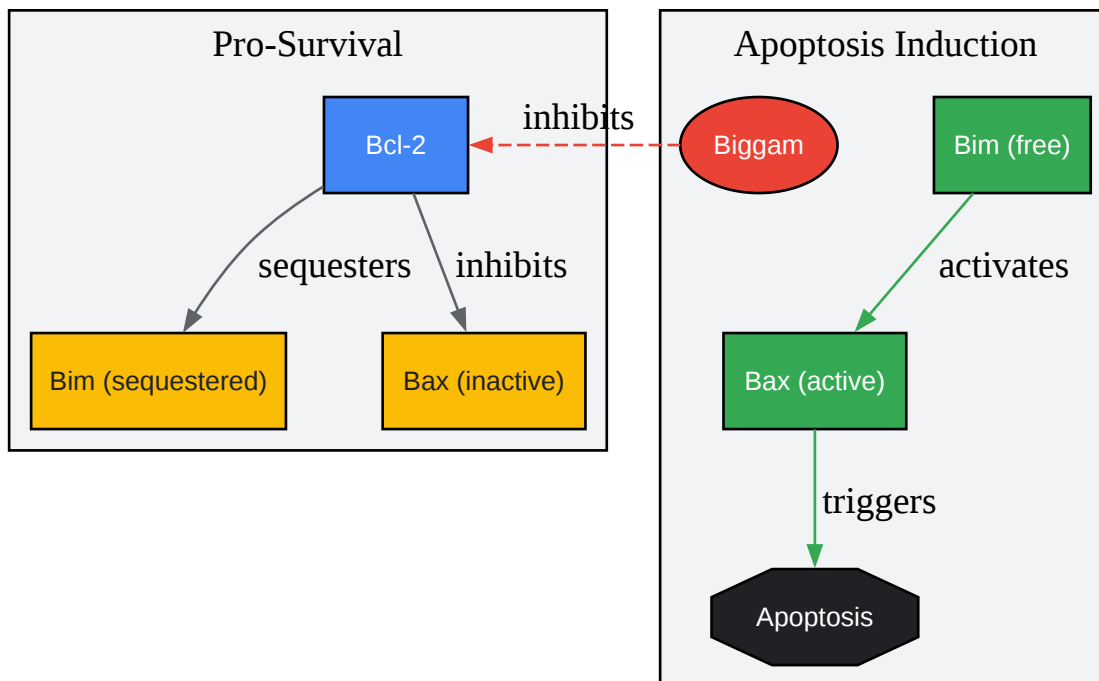 Pro-Survival
Apoptosis Induction
inhibits
Bcl-2
Biggam
Bim (free)
sequesters
inhibits
activates
Bim (sequestered)
Bax (inactive)
Bax (active)
triggers
Apoptosis